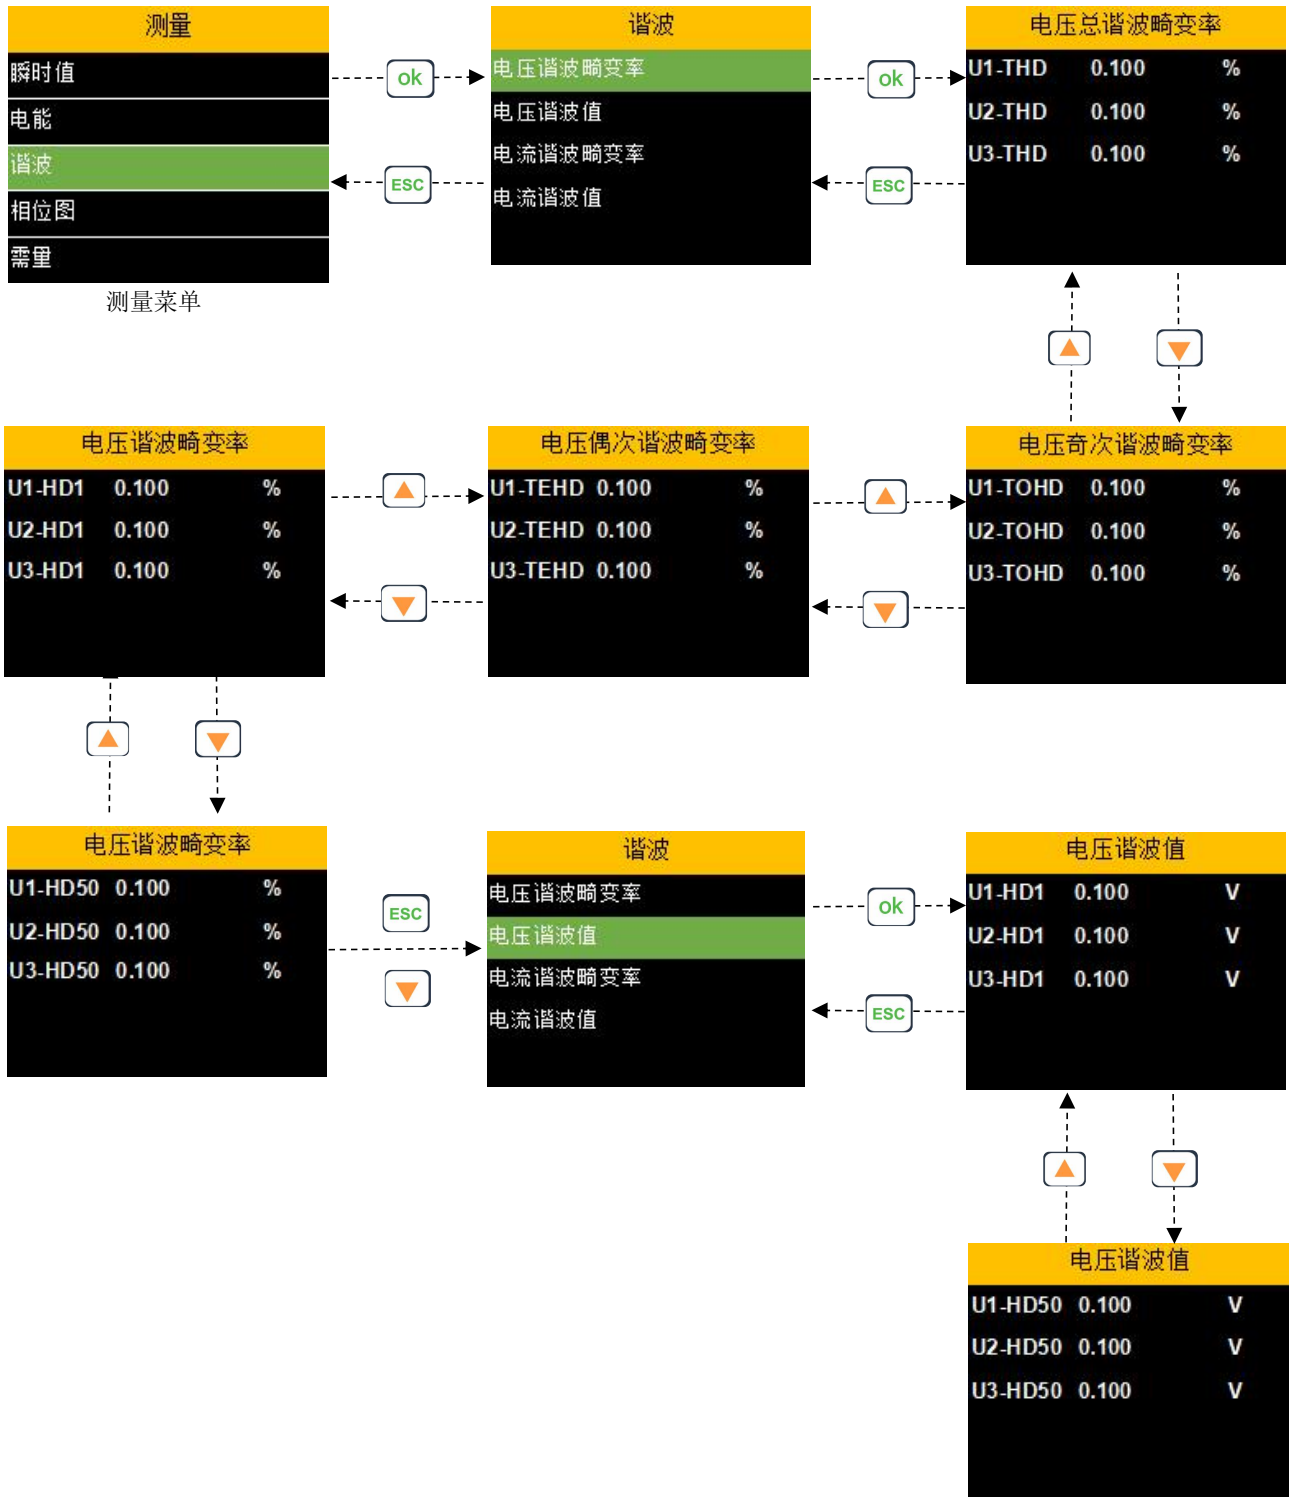 测量
瞬时值
电能
谐波
相位图
需量
测量菜单
ok
ESC
谐波
电压谐波畸变率
电压谐波值
电流谐波畸变率
电流谐波值
ok
ESC
电压总谐波畸变率
U1-THD 0.100 %
U2-THD 0.100 %
U3-THD 0.100 %
电压谐波畸变率
U1-HD1 0.100 %
U2-HD1 0.100 %
U3-HD1 0.100 %
电压偶次谐波畸变率
U1-TEHD 0.100 %
U2-TEHD 0.100 %
U3-TEHD 0.100 %
电压奇次谐波畸变率
U1-TOHD 0.100 %
U2-TOHD 0.100 %
U3-TOHD 0.100 %
电压谐波畸变率
U1-HD50 0.100 %
U2-HD50 0.100 %
U3-HD50 0.100 %
ESC
谐波
电压谐波畸变率
电压谐波值
电流谐波畸变率
电流谐波值
ok
ESC
电压谐波值
U1-HD1 0.100 V
U2-HD1 0.100 V
U3-HD1 0.100 V
电压谐波值
U1-HD50 0.100 V
U2-HD50 0.100 V
U3-HD50 0.100 V